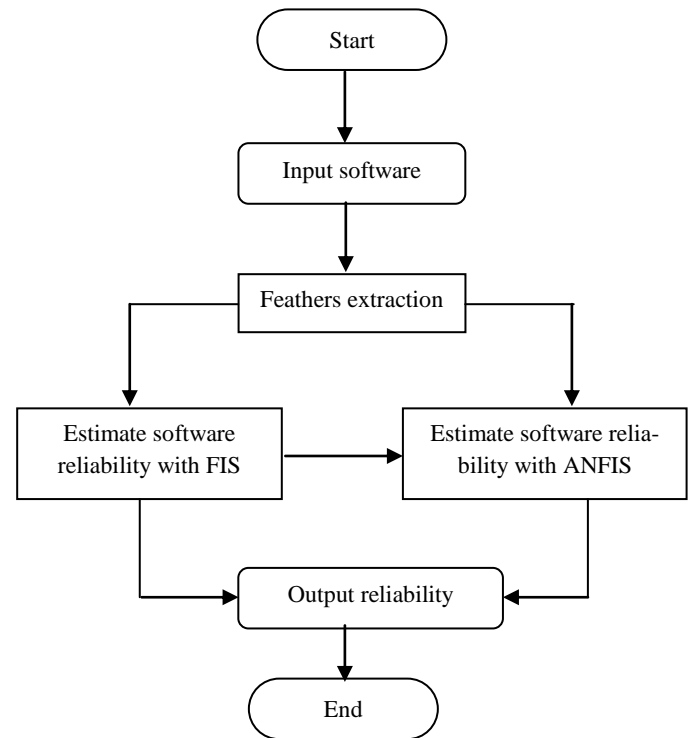 Start
Input software
Feathers extraction
Estimate software
reliability with FIS
Estimate software relia-
bility with ANFIS
Output reliability
End